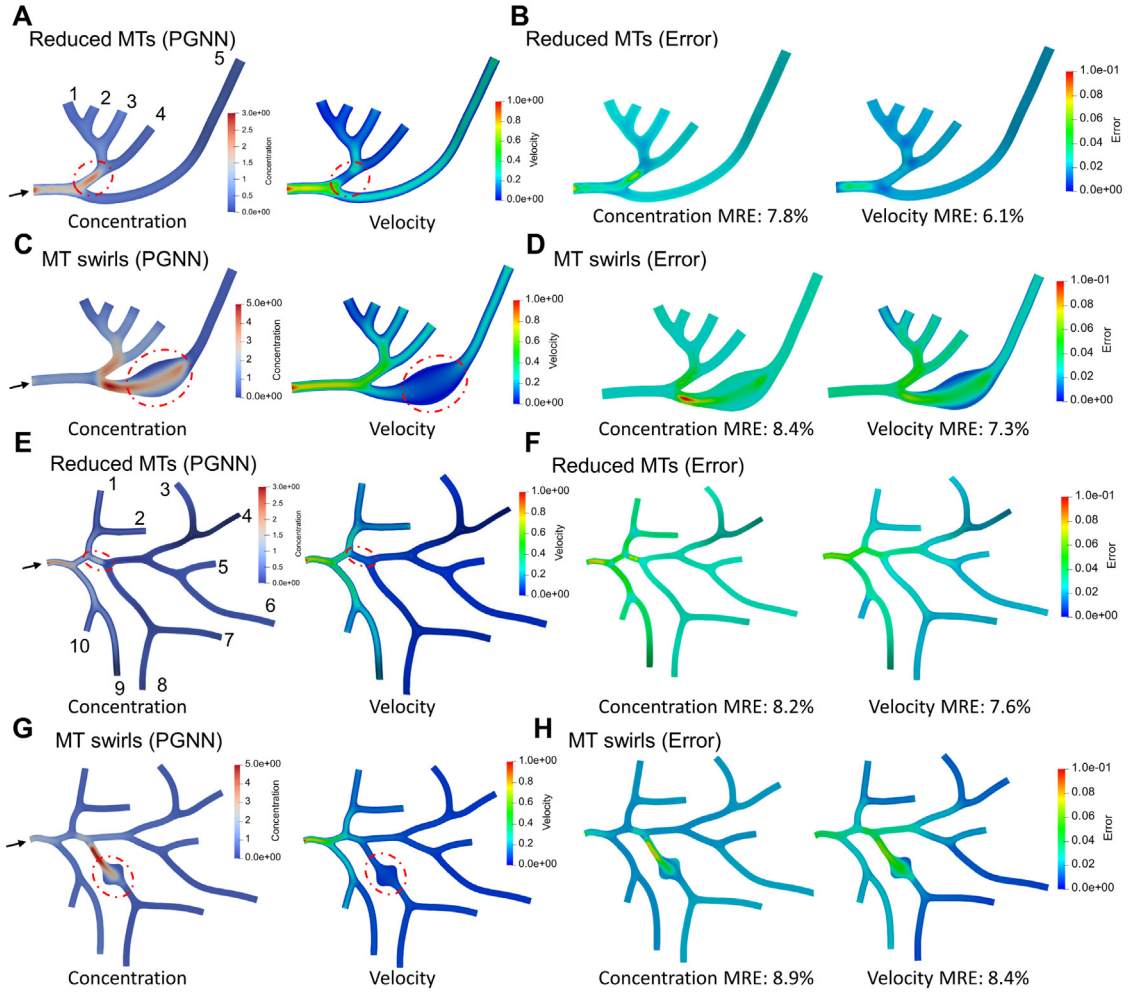 A
Reduced MTs (PGNN)
1
2
3
4
5
3.0e+00
2.5
2
1.5
1
0.5
0.0e+00
Concentration
Concentration
1.0e+00
0.8
0.6
0.4
0.2
0.0e+00
Velocity
Velocity
B
Reduced MTs (Error)
1.0e-01
0.08
0.06
0.04
0.02
0.0e+00
Error
Concentration MRE: 7.8%
Velocity MRE: 6.1%
C
MT swirls (PGNN)
5.0e+00
4
3
2
1
0.0e+00
Concentration
Concentration
1.0e+00
0.8
0.6
0.4
0.2
0.0e+00
Velocity
Velocity
D
MT swirls (Error)
1.0e-01
0.08
0.06
0.04
0.02
0.0e+00
Error
Concentration MRE: 8.4%
Velocity MRE: 7.3%
E
Reduced MTs (PGNN)
1
2
3
4
5
6
7
8
9
10
3.0e+00
2.5
2
1.5
1
0.5
0.0e+00
Concentration
Concentration
1.0e+00
0.8
0.6
0.4
0.2
0.0e+00
Velocity
Velocity
F
Reduced MTs (Error)
1.0e-01
0.08
0.06
0.04
0.02
0.0e+00
Error
Concentration MRE: 8.2%
Velocity MRE: 7.6%
G
MT swirls (PGNN)
5.0e+00
4
3
2
1
0.0e+00
Concentration
Concentration
1.0e+00
0.8
0.6
0.4
0.2
0.0e+00
Velocity
Velocity
H
MT swirls (Error)
1.0e-01
0.08
0.06
0.04
0.02
0.0e+00
Error
Concentration MRE: 8.9%
Velocity MRE: 8.4%